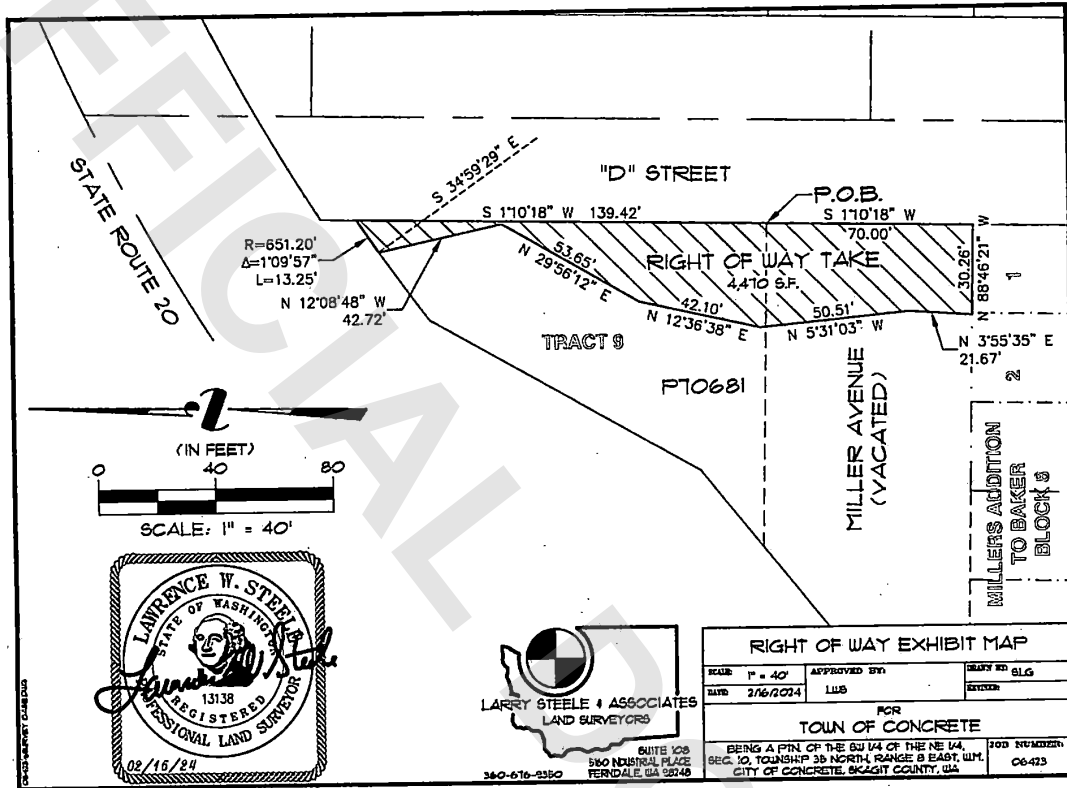 OFFICIAL DO
STATE ROUTE 20
S 34°59'29" E
"D" STREET
P.O.B.
S 1°10'18" W 139.42'
S 1°10'18" W
70.00'
R=651.20'
Δ=1°09'57"
L=13.25'
N 12°08'48" W
42.72'
53.65'
N 29°56'12" E
RIGHT OF WAY TAKE
4,470 S.F.
42.10'
N 12°36'38" E
50.51'
N 5°31'03" W
30.26'
N 88°46'21" W
N 3°55'35" E
21.67'
1
2
TRACT 9
P70681
MILLER AVENUE
(VACATED)
MILLERS ADDITION
TO BAKER
BLOCK
Z
(IN FEET)
0 40 80
SCALE: 1" = 40'
LAWRENCE W. STEELE
STATE OF WASHINGTON
13138
REGISTERED
PROFESSIONAL LAND SURVEYOR
02/16/24
LARRY STEELE & ASSOCIATES
LAND SURVEYORS
SUITE 108
5160 INDUSTRIAL PLACE
FERNDALE, WA 98248
360-676-9350
RIGHT OF WAY EXHIBIT MAP
SCALE: 1" = 40'
APPROVED BY:
DRAWN BY: SLG
DATE: 2/16/2024
LWS
FOR
TOWN OF CONCRETE
BEING A PTN. OF THE SW 1/4 OF THE NE 1/4,
SEC. 10, TOWNSHIP 35 NORTH, RANGE 8 EAST, W.M.
CITY OF CONCRETE, SKAGIT COUNTY, WA
JOB NUMBER:
06423